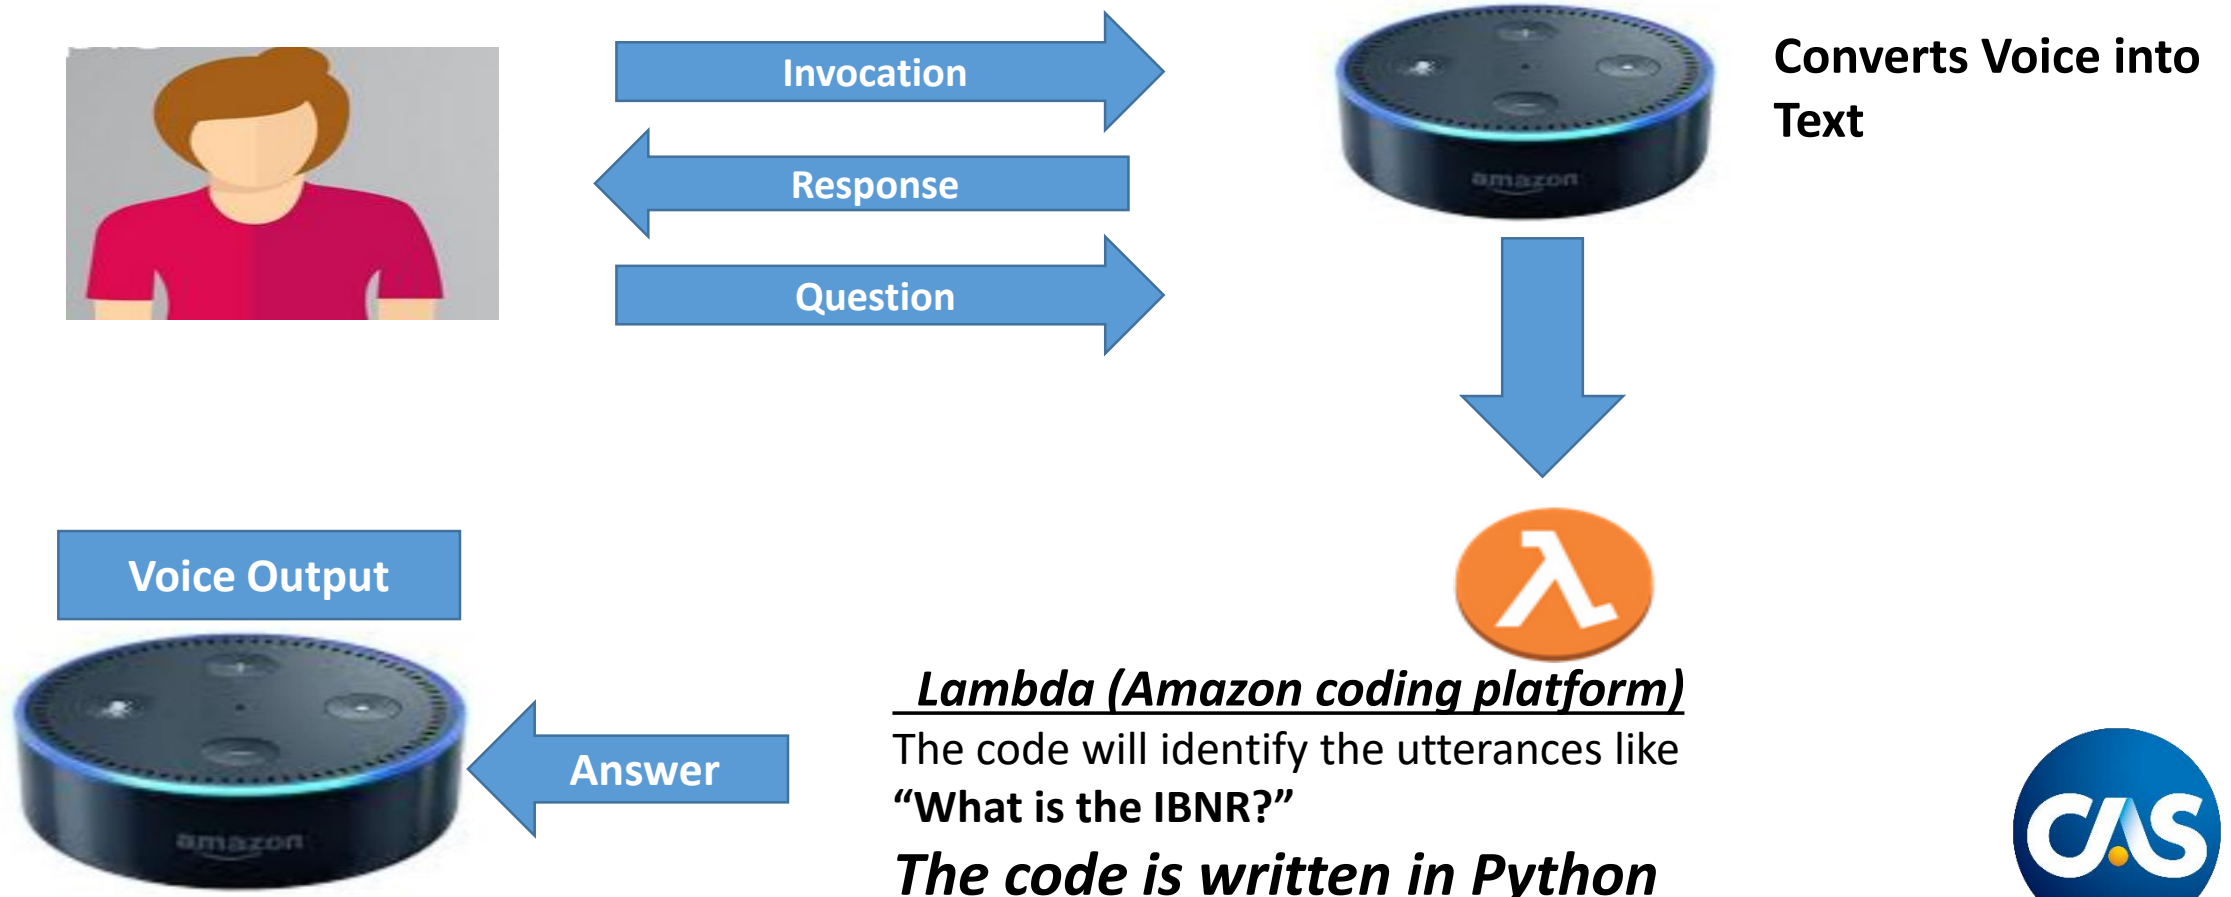 Invocation
Converts Voice into
Text
Response
amazon
Question
Voice Output
Lambda (Amazon coding platform)
The code will identify the utterances like
Answer
“What is the IBNR?”
amazon
The code is written in Python
CAS